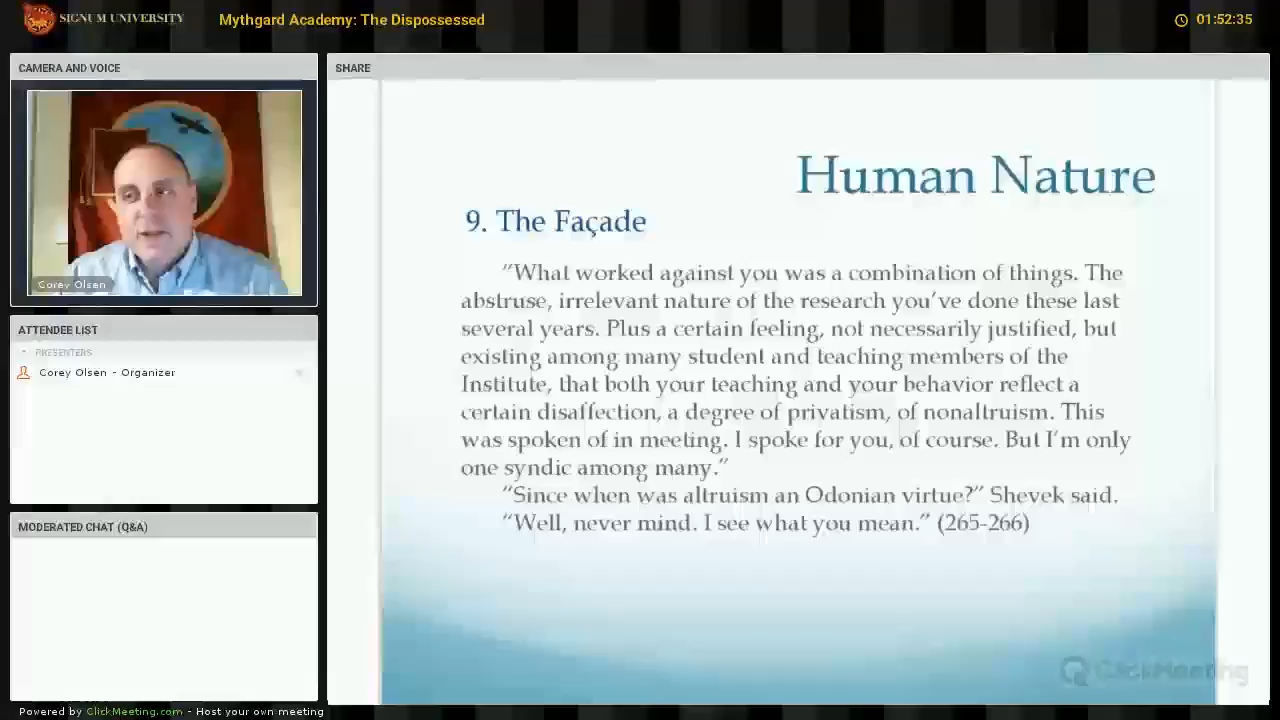 SIGNUM UNIVERSITY
Mythgard Academy: The Dispossessed
01:52:35
CAMERA AND VOICE
Corey Olsen
ATTENDEE LIST
PRESENTERS
Corey Olsen - Organizer
MODERATED CHAT (Q&A)
SHARE
Human Nature
9. The Façade
“What worked against you was a combination of things. The
abstruse, irrelevant nature of the research you’ve done these last
several years. Plus a certain feeling, not necessarily justified, but
existing among many student and teaching members of the
Institute, that both your teaching and your behavior reflect a
certain disaffection, a degree of privatism, of nonaltruism. This
was spoken of in meeting. I spoke for you, of course. But I’m only
one syndic among many.”
“Since when was altruism an Odonian virtue?” Shevek said.
“Well, never mind. I see what you mean.” (265-266)
ClickMeeting
Powered by ClickMeeting.com - Host your own meeting